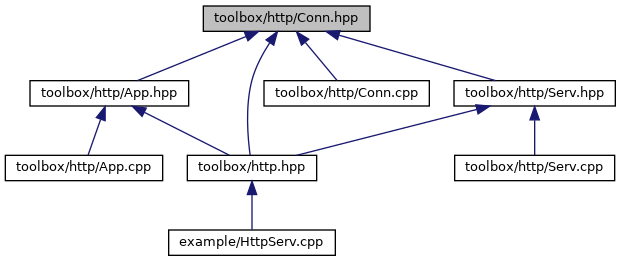 toolbox/http/Conn.hpp
toolbox/http/App.hpp
toolbox/http/Conn.cpp
toolbox/http/Serv.hpp
toolbox/http/App.cpp
toolbox/http.hpp
toolbox/http/Serv.cpp
example/HttpServ.cpp